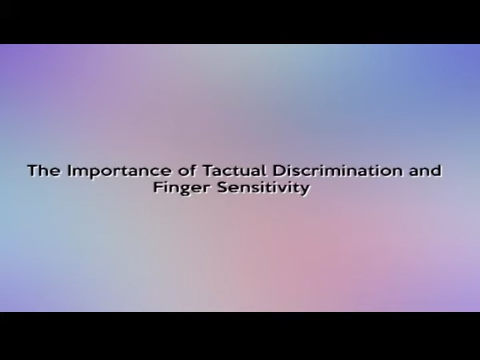 The Importance of Tactual Discrimination and
Finger Sensitivity